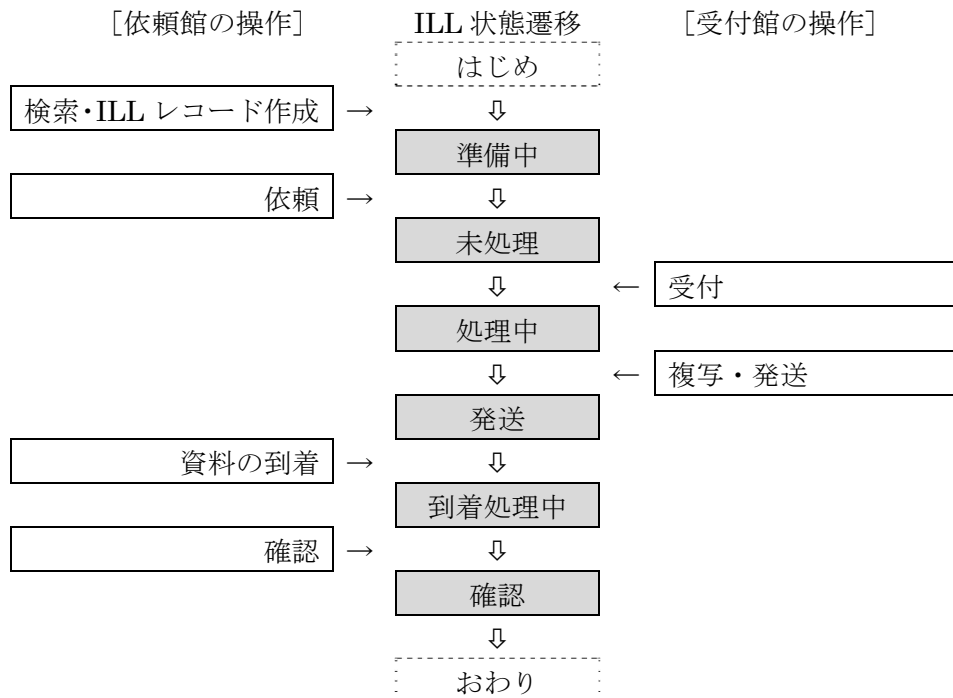 ［依頼館の操作］ ILL 状態遷移 ［受付館の操作］
はじめ
検索・ILL レコード作成 → ⇩
準備中
依頼 → ⇩
未処理
⇩ ← 受付
処理中
⇩ ← 複写・発送
発送
資料の到着 → ⇩
到着処理中
確認 → ⇩
確認
⇩
おわり